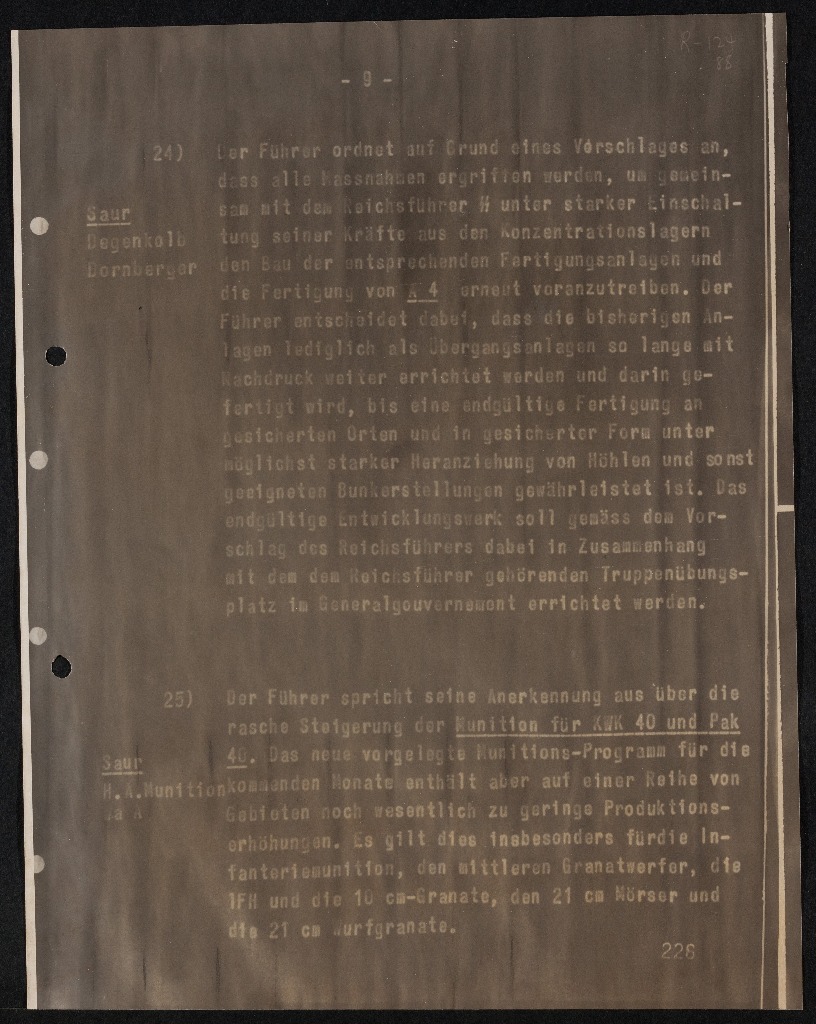 R-124
88
- 9 -
24) Der Führer ordnet auf Grund eines Vorschlages an,
dass alle Massnahmen ergriffen werden, um gemein-
Saur sam mit dem Reichsführer SS unter starker Einschal-
Degenkolb tung seiner Kräfte aus den Konzentrationslagern
Dornberger den Bau der entsprechenden Fertigungsanlagen und
die Fertigung von A 4 erneut voranzutreiben. Der
Führer entscheidet dabei, dass die bisherigen An-
lagen lediglich als Übergangsanlagen so lange mit
Nachdruck weiter errichtet werden und darin ge-
fertigt wird, bis eine endgültige Fertigung an
gesicherten Orten und in gesicherter Form unter
möglichst starker Heranziehung von Höhlen und sonst
geeigneten Bunkerstellungen gewährleistet ist. Das
endgültige Entwicklungswerk soll gemäss dem Vor-
schlag des Reichsführers dabei in Zusammenhang
mit dem dem Reichsführer gehörenden Truppenübungs-
platz im Generalgouvernement errichtet werden.
25) Der Führer spricht seine Anerkennung aus über die
rasche Steigerung der Munition für KWK 40 und Pak
Saur 40. Das neue vorgelegte Munitions-Programm für die
H.A.Munition kommenden Monate enthält aber auf einer Reihe von
Wa A Gebieten noch wesentlich zu geringe Produktions-
erhöhungen. Es gilt dies insbesonders fürdie In-
fanteriemunition, den mittleren Granatwerfer, die
lFH und die 10 cm-Granate, den 21 cm Mörser und
die 21 cm Wurfgranate.
226